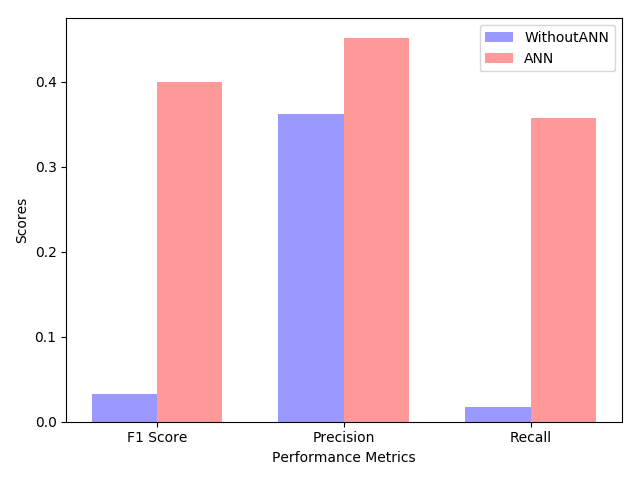 WithoutANN
ANN
Scores
0.4
0.3
0.2
0.1
0.0
F1 Score Precision Recall
Performance Metrics